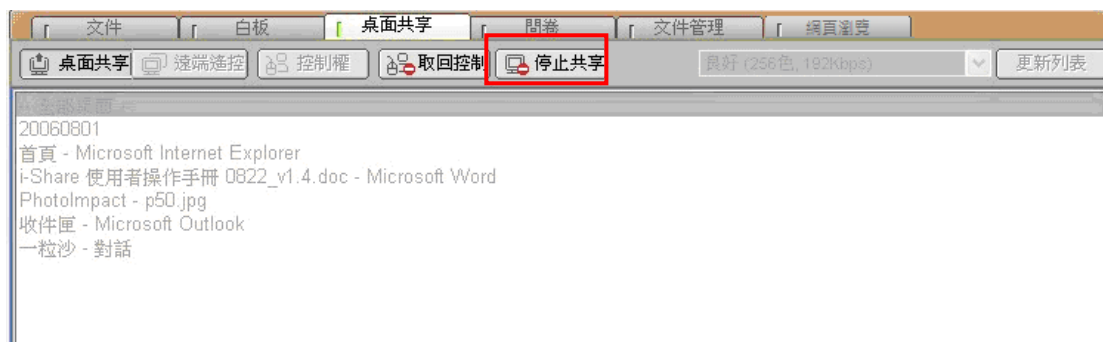 文件 白板 桌面共享 問卷 文件管理 網頁瀏覽
桌面共享 遠端遙控 控制權 取回控制 停止共享 良好 (256色, 192Kbps) 更新列表
全部桌面
20060801
首頁 - Microsoft Internet Explorer
i-Share 使用者操作手冊 0822_v1.4.doc - Microsoft Word
PhotoImpact - p50.jpg
收件匣 - Microsoft Outlook
一粒沙 - 對話